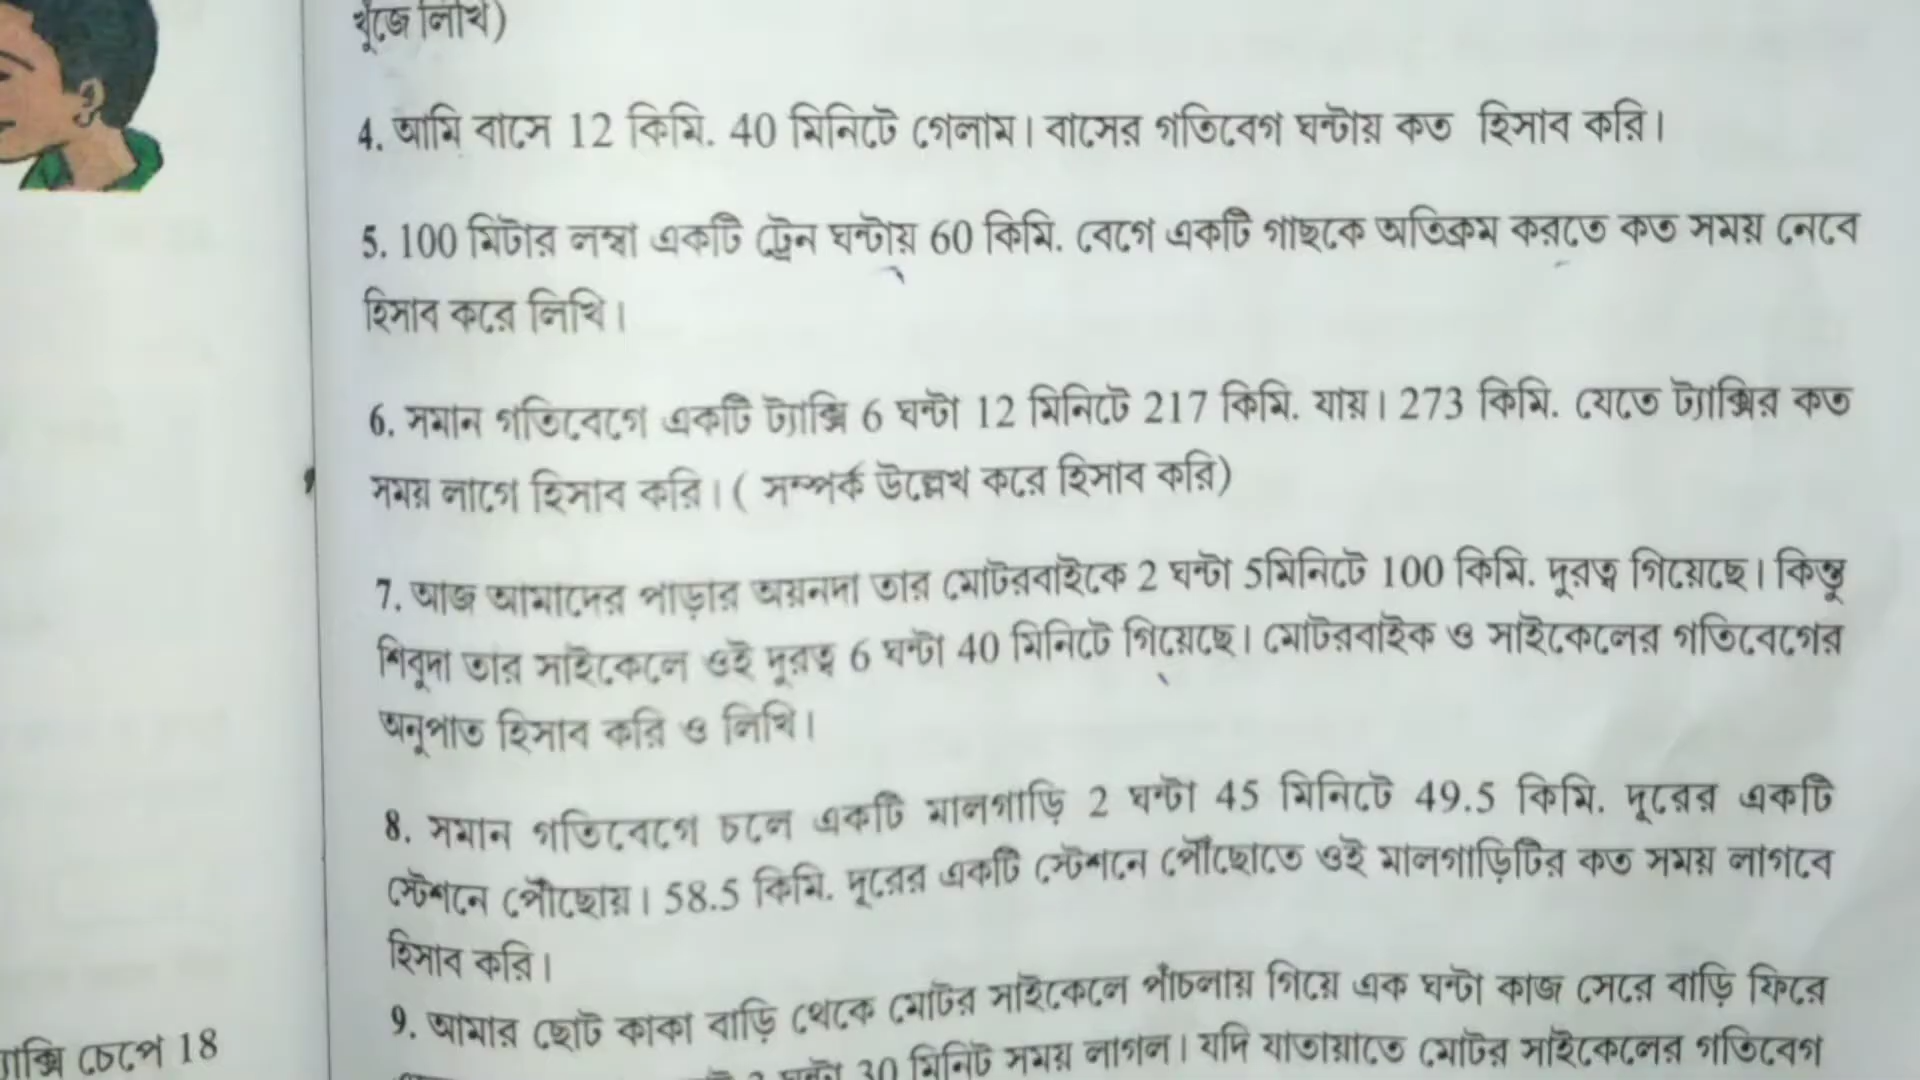 খুঁজে লিখি)
4. আমি বাসে 12 কিমি. 40 মিনিটে গেলাম। বাসের গতিবেগ ঘন্টায় কত হিসাব করি।
5. 100 মিটার লম্বা একটি ট্রেন ঘন্টায় 60 কিমি. বেগে একটি গাছকে অতিক্রম করতে কত সময় নেবে
হিসাব করে লিখি।
6. সমান গতিবেগে একটি ট্যাক্সি 6 ঘন্টা 12 মিনিটে 217 কিমি. যায়। 273 কিমি. যেতে ট্যাক্সির কত
সময় লাগে হিসাব করি। ( সম্পর্ক উল্লেখ করে হিসাব করি)
7. আজ আমাদের পাড়ার অয়নদা তার মোটরবাইকে 2 ঘন্টা 5মিনিটে 100 কিমি. দূরত্ব গিয়েছে। কিন্তু
শিবুদা তার সাইকেলে ওই দূরত্ব 6 ঘন্টা 40 মিনিটে গিয়েছে। মোটরবাইক ও সাইকেলের গতিবেগের
অনুপাত হিসাব করি ও লিখি।
8. সমান গতিবেগে চলে একটি মালগাড়ি 2 ঘন্টা 45 মিনিটে 49.5 কিমি. দূরের একটি
স্টেশনে পৌঁছোয়। 58.5 কিমি. দূরের একটি স্টেশনে পৌঁছোতে ওই মালগাড়িটির কত সময় লাগবে
হিসাব করি।
9. আমার ছোট কাকা বাড়ি থেকে মোটর সাইকেলে পাঁচলায় গিয়ে এক ঘন্টা কাজ সেরে বাড়ি ফিরে
ঘন্টা 30 মিনিট সময় লাগল। যদি যাতায়াতে মোটর সাইকেলের গতিবেগ
চেপে 18